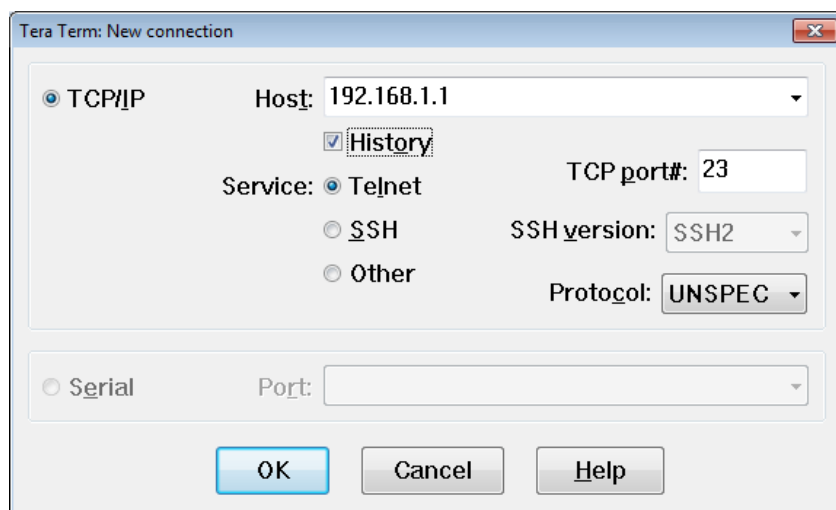 Tera Term: New connection
TCP/IP Host: 192.168.1.1
History
Service: Telnet TCP port#: 23
SSH SSH version: SSH2
Other Protocol: UNSPEC
Serial Port:
OK Cancel Help